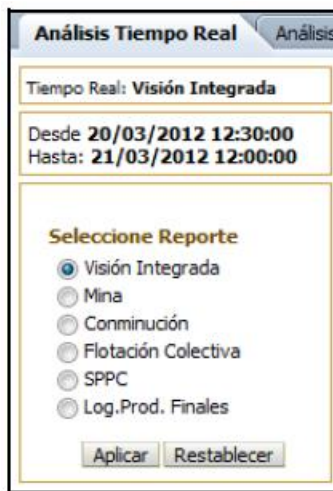 Análisis Tiempo Real Análisis
Tiempo Real: Visión Integrada
Desde 20/03/2012 12:30:00
Hasta: 21/03/2012 12:00:00
Seleccione Reporte
Visión Integrada
Mina
Conminución
Flotación Colectiva
SPPC
Log.Prod. Finales
Aplicar Restablecer